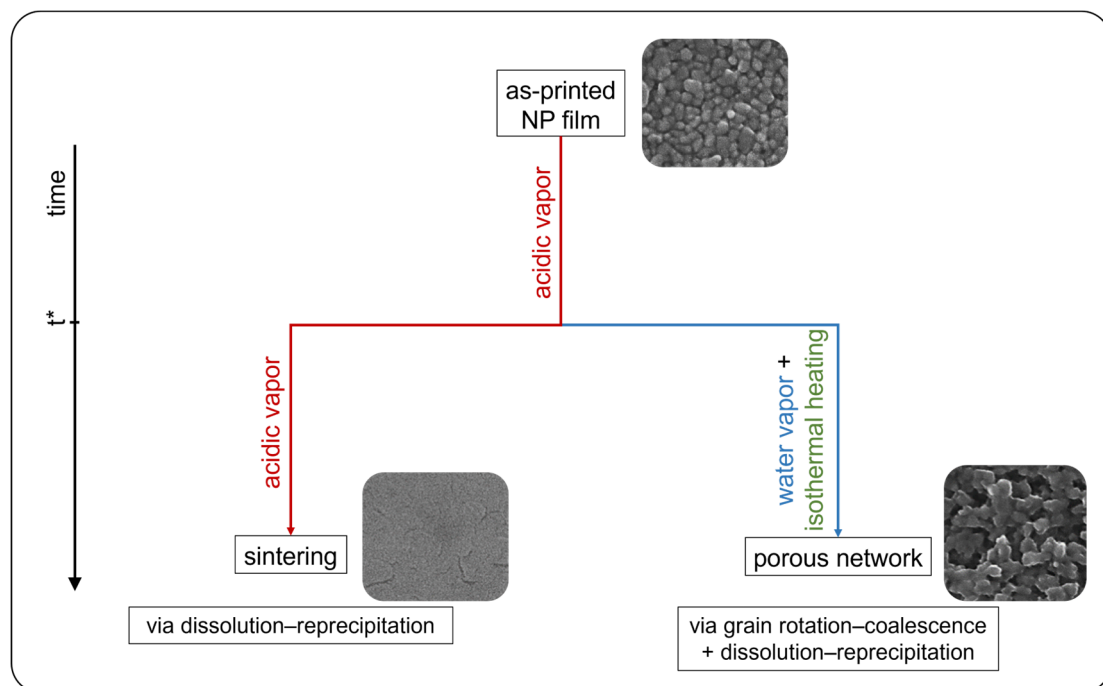 as-printed
NP film
time
acidic vapor
t*
acidic vapor
water vapor +
isothermal heating
sintering
porous network
via dissolution–reprecipitation
via grain rotation–coalescence
+ dissolution–reprecipitation